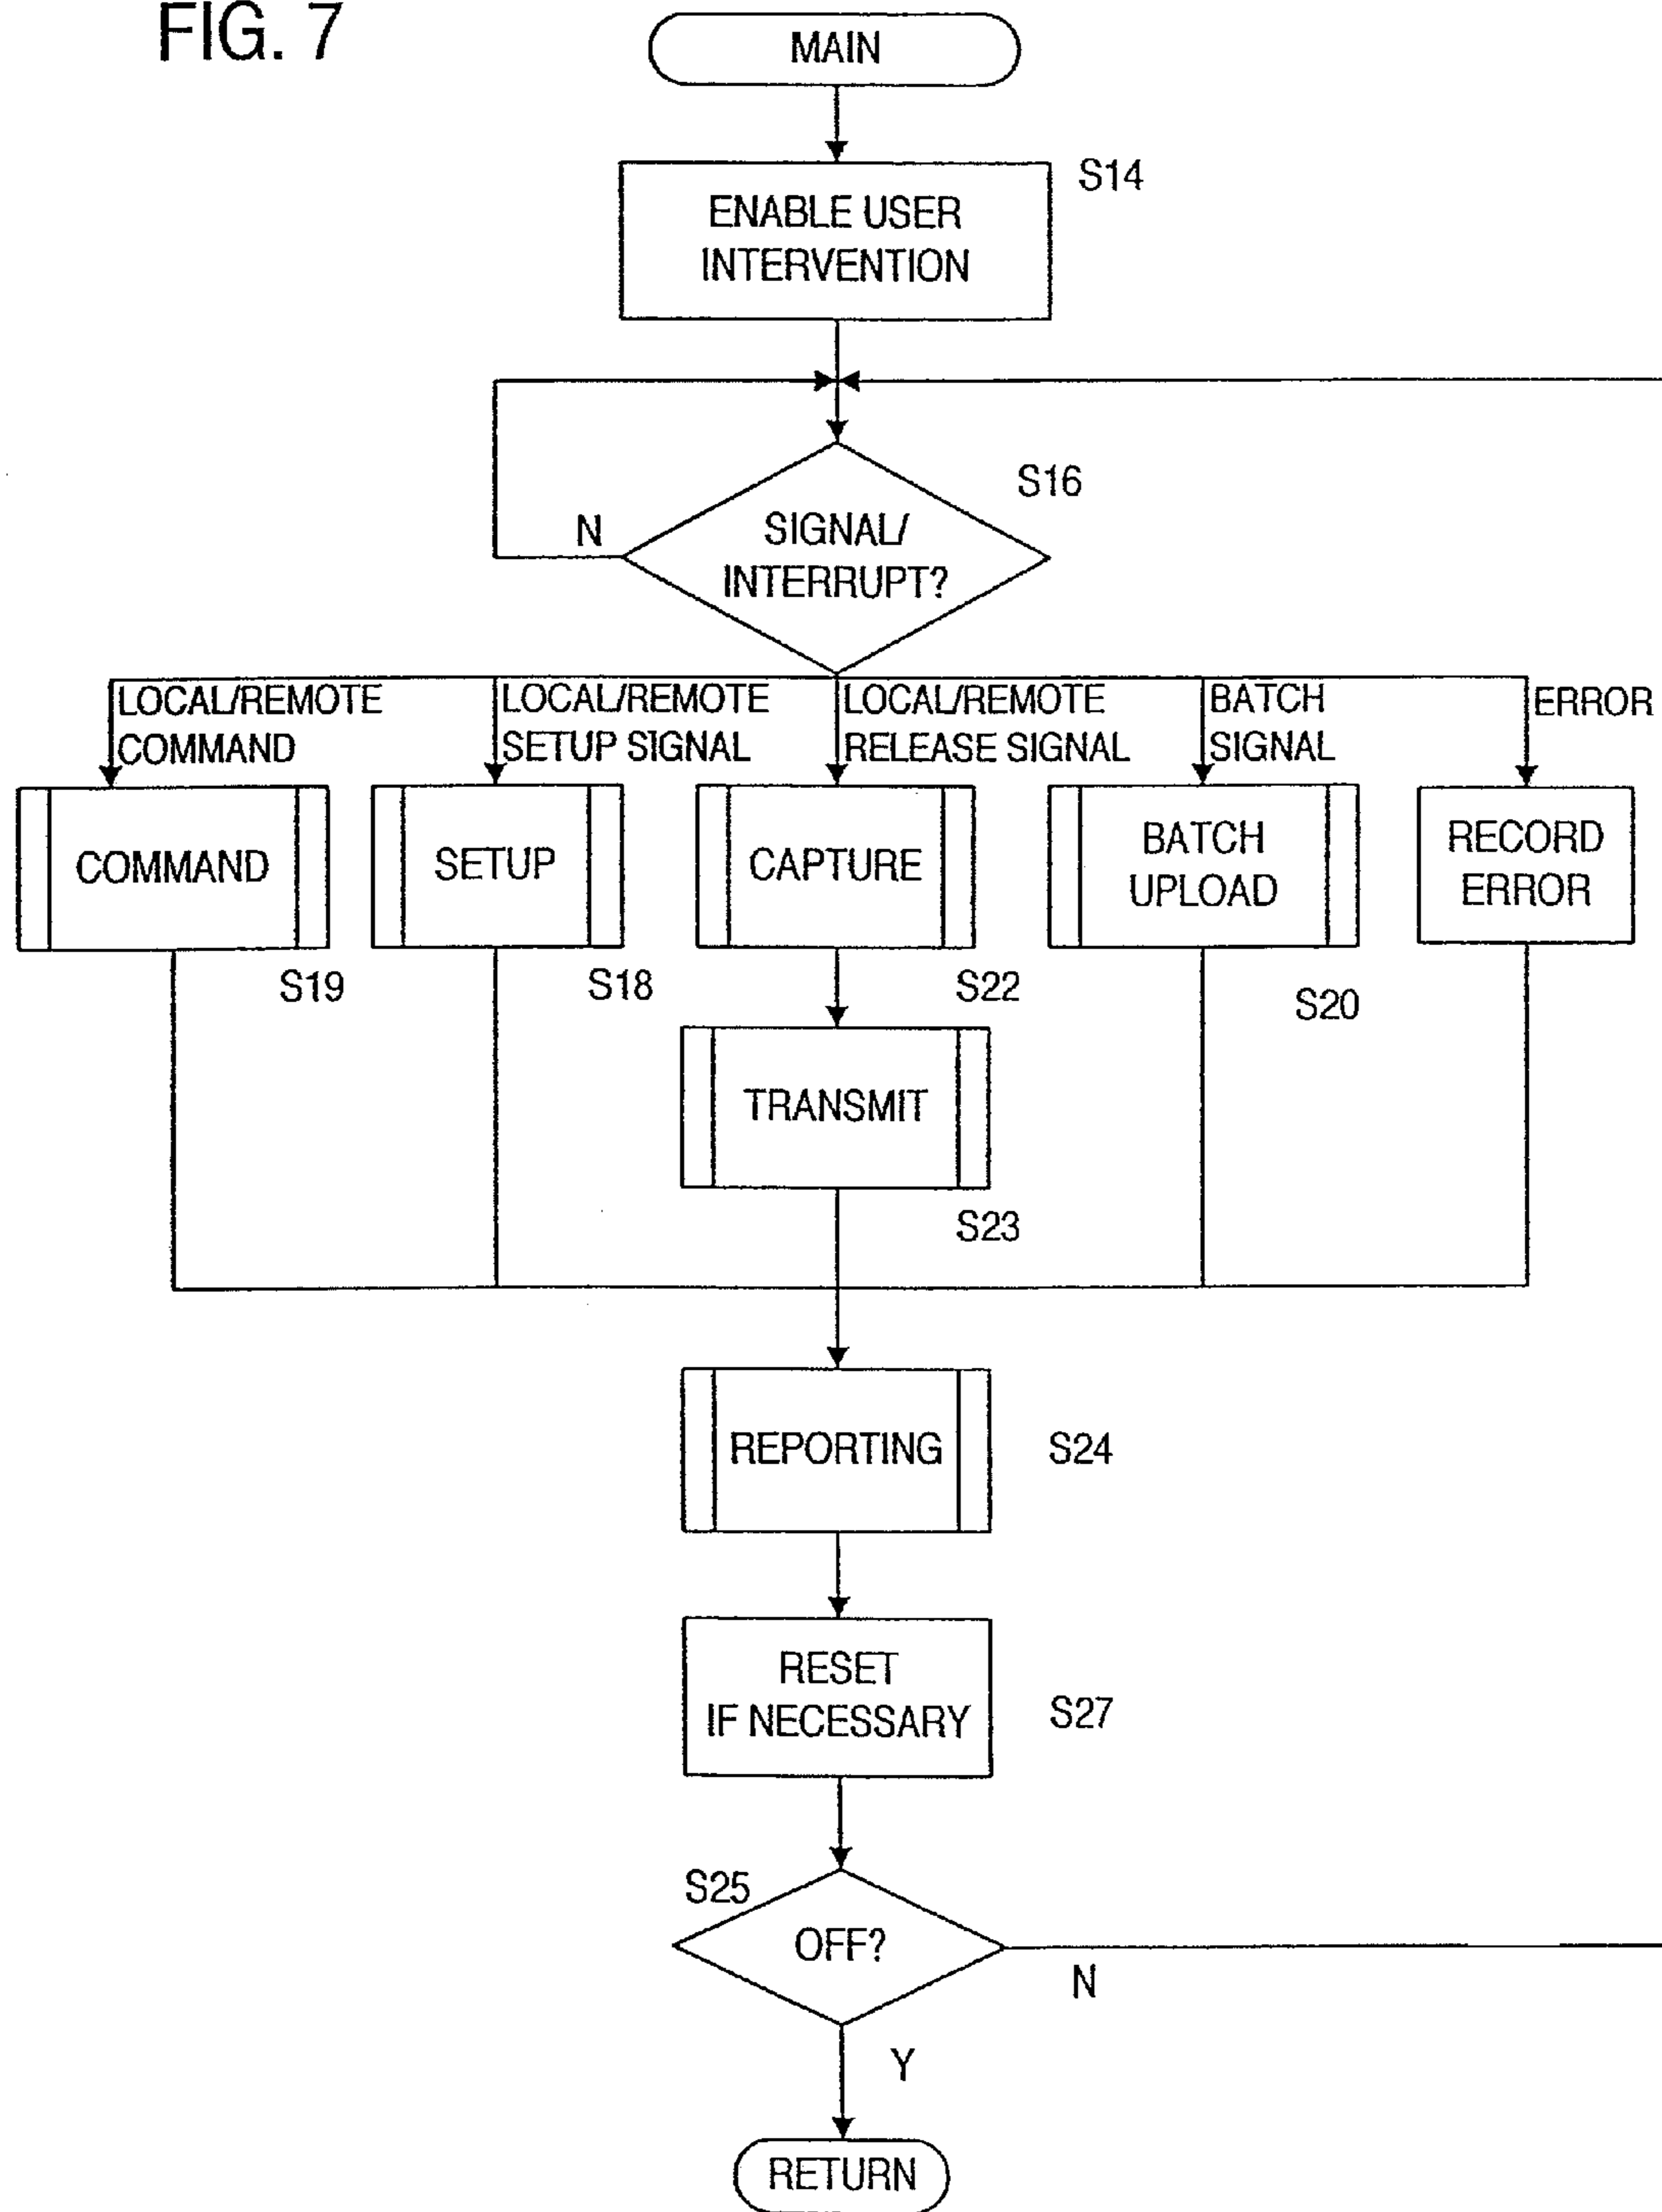 FIG. 7
MAIN
ENABLE USER
INTERVENTION
S14
S16
N
SIGNAL/
INTERRUPT?
LOCAL/REMOTE
COMMAND
LOCAL/REMOTE
SETUP SIGNAL
LOCAL/REMOTE
RELEASE SIGNAL
BATCH
SIGNAL
ERROR
COMMAND
SETUP
CAPTURE
BATCH
UPLOAD
RECORD
ERROR
S19
S18
S22
S20
TRANSMIT
S23
REPORTING
S24
RESET
IF NECESSARY
S27
S25
OFF?
N
Y
RETURN